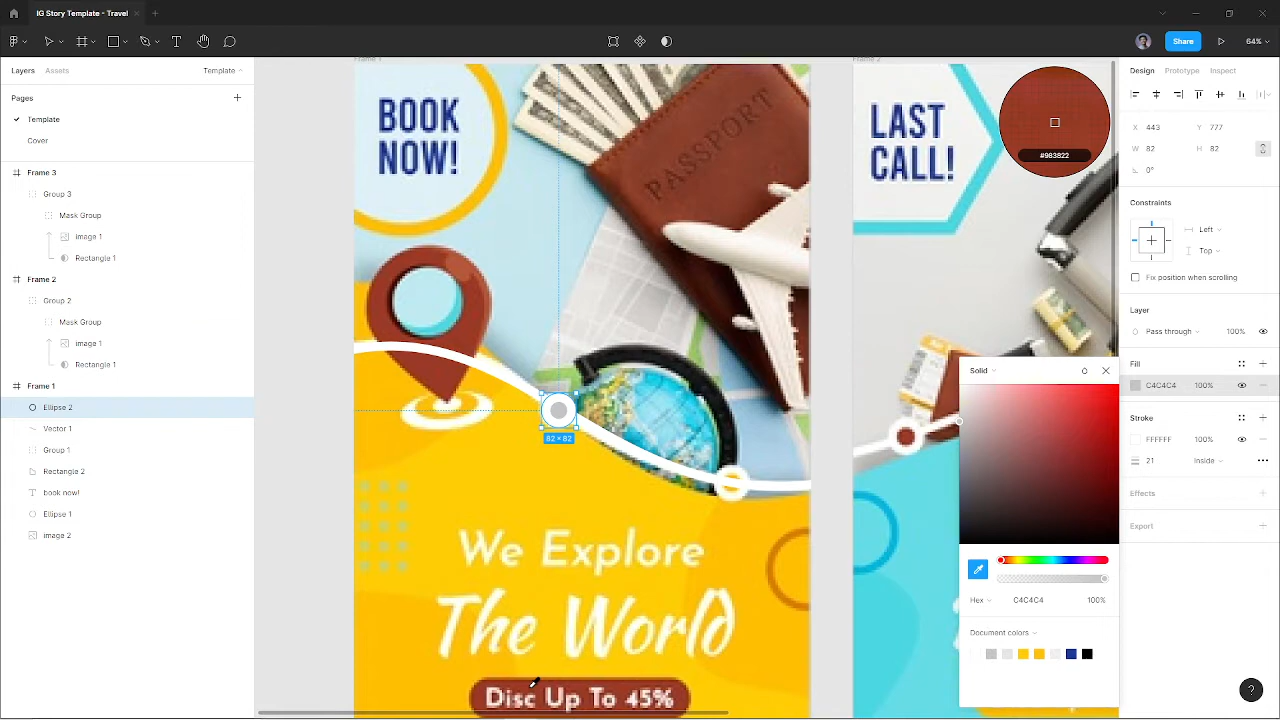 IG Story Template - Travel
Share
64%
Layers
Assets
Template
Pages
Template
Cover
Frame 3
Group 3
Mask Group
image 1
Rectangle 1
Frame 2
Group 2
Mask Group
image 1
Rectangle 1
Frame 1
Ellipse 2
Vector 1
Group 1
Rectangle 2
book now!
Ellipse 1
image 2
Frame 1
BOOK
NOW!
PASSPORT
82 × 82
We Explore
The World
Disc Up To 45%
Frame 2
LAST
CALL!
#983822
Solid
Hex
C4C4C4
100%
Document colors
Design
Prototype
Inspect
X 443
Y 777
W 82
H 82
0°
Constraints
Left
Top
Fix position when scrolling
Layer
Pass through
100%
Fill
C4C4C4
100%
Stroke
FFFFFF
100%
21
Inside
Effects
Export
?